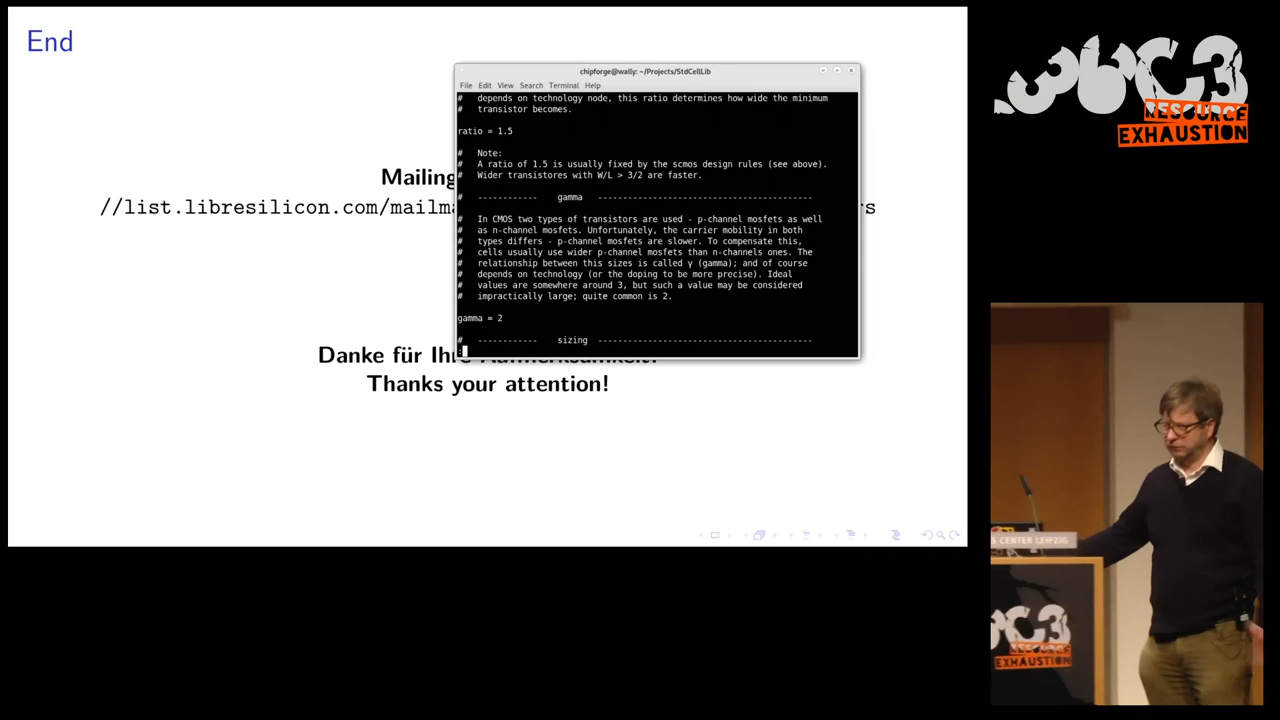 End
Mailing
//list.libresilicon.com/mailma
s
Danke für Ihre Aufmerksamkeit!
Thanks your attention!
chipforge@wally: ~/Projects/StdCellLib
File Edit View Search Terminal Help
#   depends on technology node, this ratio determines how wide the minimum
#   transistor becomes.
ratio = 1.5
#   Note:
#   A ratio of 1.5 is usually fixed by the scmos design rules (see above).
#   Wider transistores with W/L > 3/2 are faster.
#   ------------    gamma   -------------------------------------------
#   In CMOS two types of transistors are used - p-channel mosfets as well
#   as n-channel mosfets. Unfortunately, the carrier mobility in both
#   types differs - p-channel mosfets are slower. To compensate this,
#   cells usually use wider p-channel mosfets than n-channels ones. The
#   relationship between this sizes is called γ (gamma); and of course
#   depends on technology (or the doping to be more precise). Ideal
#   values are somewhere around 3, but such a value may be considered
#   impractically large; quite common is 2.
gamma = 2
#   ------------    sizing  -------------------------------------------
:
35C3
RESOURCE
EXHAUSTION
S CENTER LEIPZIG
35C3
RESOURCE
EXHAUSTION